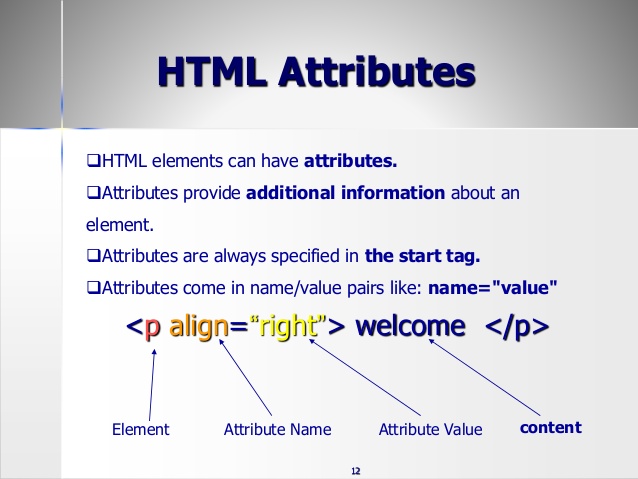 HTML Attributes
❑HTML elements can have attributes.
❑Attributes provide additional information about an
element.
❑Attributes are always specified in the start tag.
❑Attributes come in name/value pairs like: name="value"
<p align=“right”> welcome </p>
Element Attribute Name Attribute Value content
12